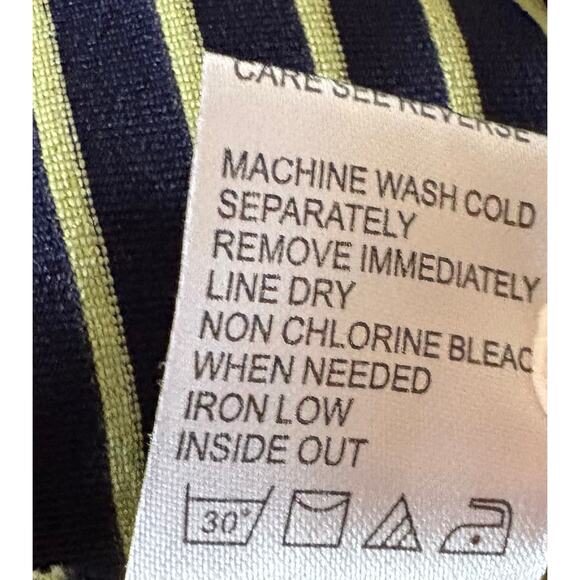 CARE SEE REVERSE
MACHINE WASH COLD
SEPARATELY
REMOVE IMMEDIATELY
LINE DRY
NON CHLORINE BLEAC
WHEN NEEDED
IRON LOW
INSIDE OUT
30°